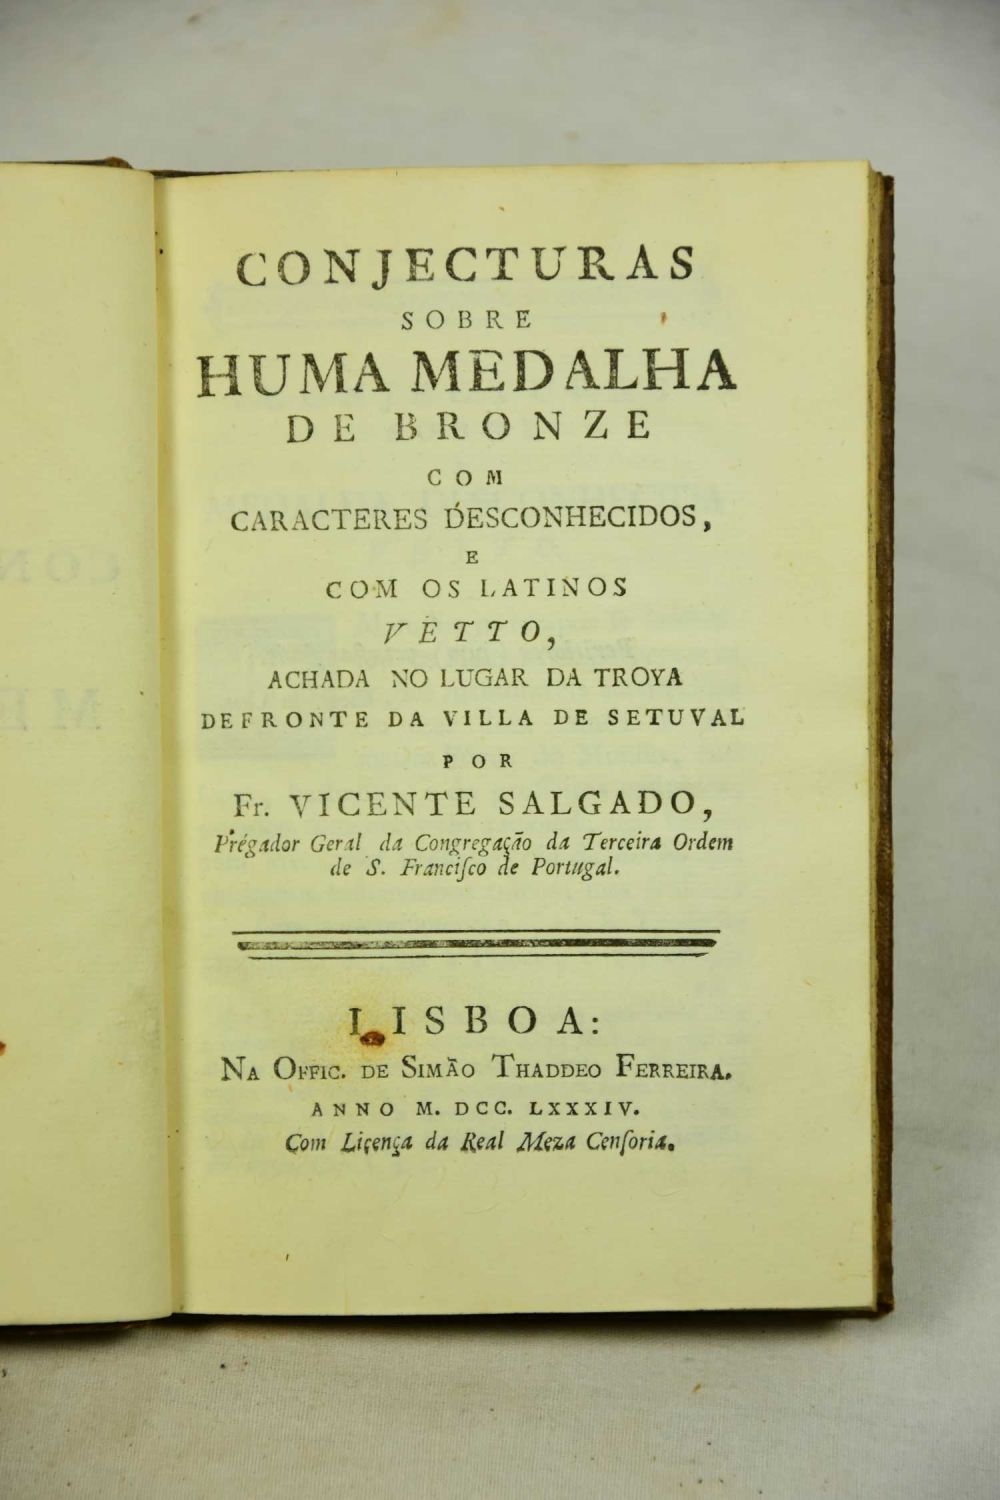 CONJECTURAS
SOBRE
HUMA MEDALHA
DE BRONZE
COM
CARACTERES DESCONHECIDOS,
E
COM OS LATINOS
VETTO,
ACHADA NO LUGAR DA TROYA
DEFRONTE DA VILLA DE SETUVAL
POR
Fr. VICENTE SALGADO,
Prégador Geral da Congregação da Terceira Ordem
de S. Franciſco de Portugal.
LISBOA:
NA OFFIC. DE SIMÃO THADDEO FERREIRA.
ANNO M. DCC. LXXXIV.
Com Liçença da Real Meza Cenſoria.